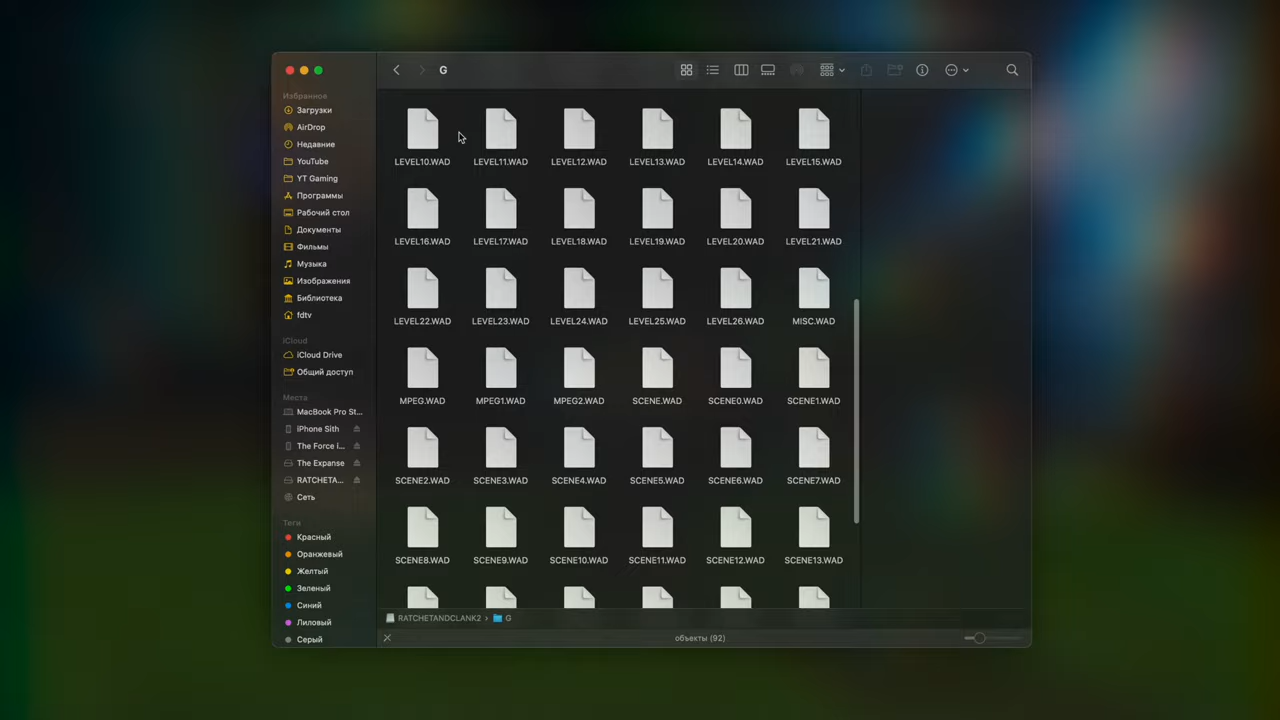 G
Избранное
Загрузки
AirDrop
Недавние
YouTube
YT Gaming
Программы
Рабочий стол
Документы
Фильмы
Музыка
Изображения
Библиотека
fdtv
iCloud
iCloud Drive
Общий доступ
Места
MacBook Pro St...
iPhone Sith
The Force i...
The Expanse
RATCHETA...
Сеть
Теги
Красный
Оранжевый
Желтый
Зеленый
Синий
Лиловый
Серый
LEVEL10.WAD LEVEL11.WAD LEVEL12.WAD LEVEL13.WAD LEVEL14.WAD LEVEL15.WAD
LEVEL16.WAD LEVEL17.WAD LEVEL18.WAD LEVEL19.WAD LEVEL20.WAD LEVEL21.WAD
LEVEL22.WAD LEVEL23.WAD LEVEL24.WAD LEVEL25.WAD LEVEL26.WAD MISC.WAD
MPEG.WAD MPEG1.WAD MPEG2.WAD SCENE.WAD SCENE0.WAD SCENE1.WAD
SCENE2.WAD SCENE3.WAD SCENE4.WAD SCENE5.WAD SCENE6.WAD SCENE7.WAD
SCENE8.WAD SCENE9.WAD SCENE10.WAD SCENE11.WAD SCENE12.WAD SCENE13.WAD
RATCHETANDCLANK2 › G
объекты (92)